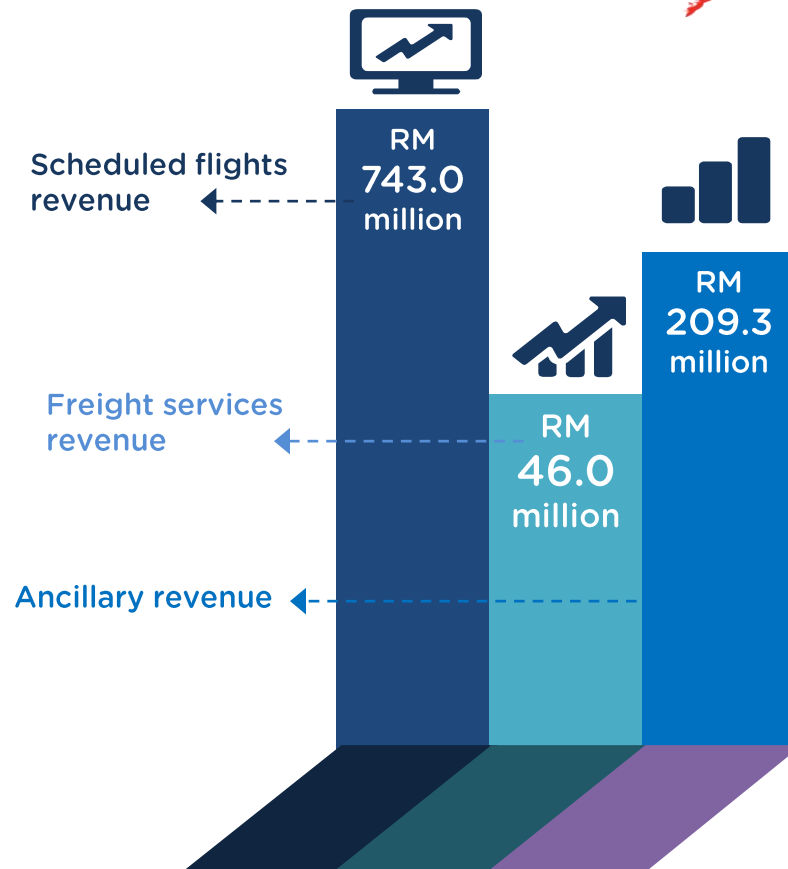 RM
743.0
million
Scheduled flights
revenue
RM
209.3
million
Freight services
revenue
RM
46.0
million
Ancillary revenue